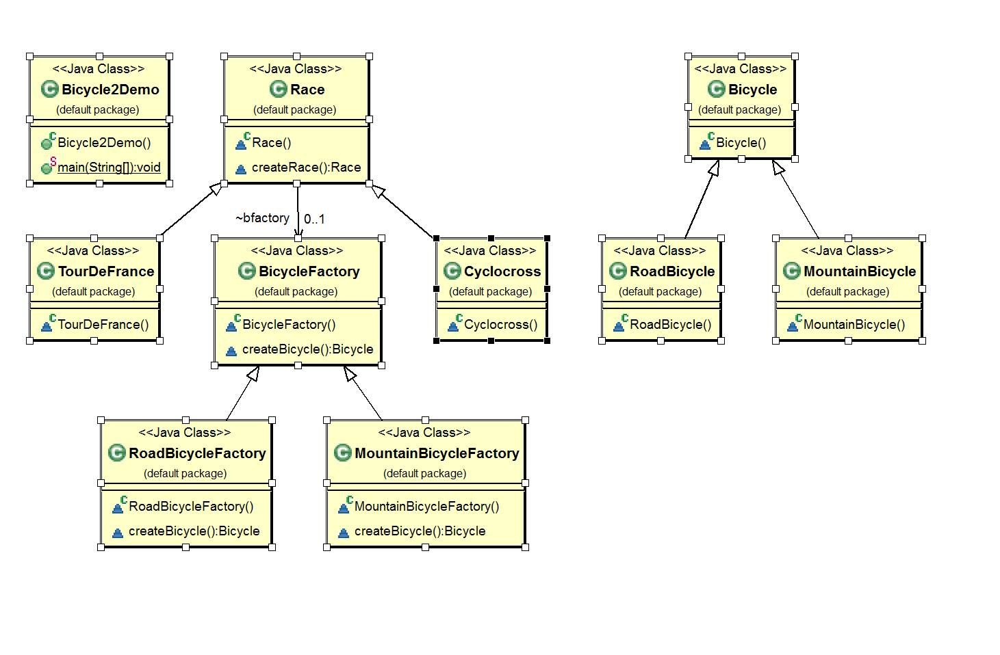 <<Java Class>>
Bicycle2Demo
(default package)
Bicycle2Demo()
main(String[]):void
<<Java Class>>
Race
(default package)
Race()
createRace():Race
<<Java Class>>
Bicycle
(default package)
Bicycle()
~bfactory 0..1
<<Java Class>>
TourDeFrance
(default package)
TourDeFrance()
<<Java Class>>
BicycleFactory
(default package)
BicycleFactory()
createBicycle():Bicycle
<<Java Class>>
Cyclocross
(default package)
Cyclocross()
<<Java Class>>
RoadBicycle
(default package)
RoadBicycle()
<<Java Class>>
MountainBicycle
(default package)
MountainBicycle()
<<Java Class>>
RoadBicycleFactory
(default package)
RoadBicycleFactory()
createBicycle():Bicycle
<<Java Class>>
MountainBicycleFactory
(default package)
MountainBicycleFactory()
createBicycle():Bicycle